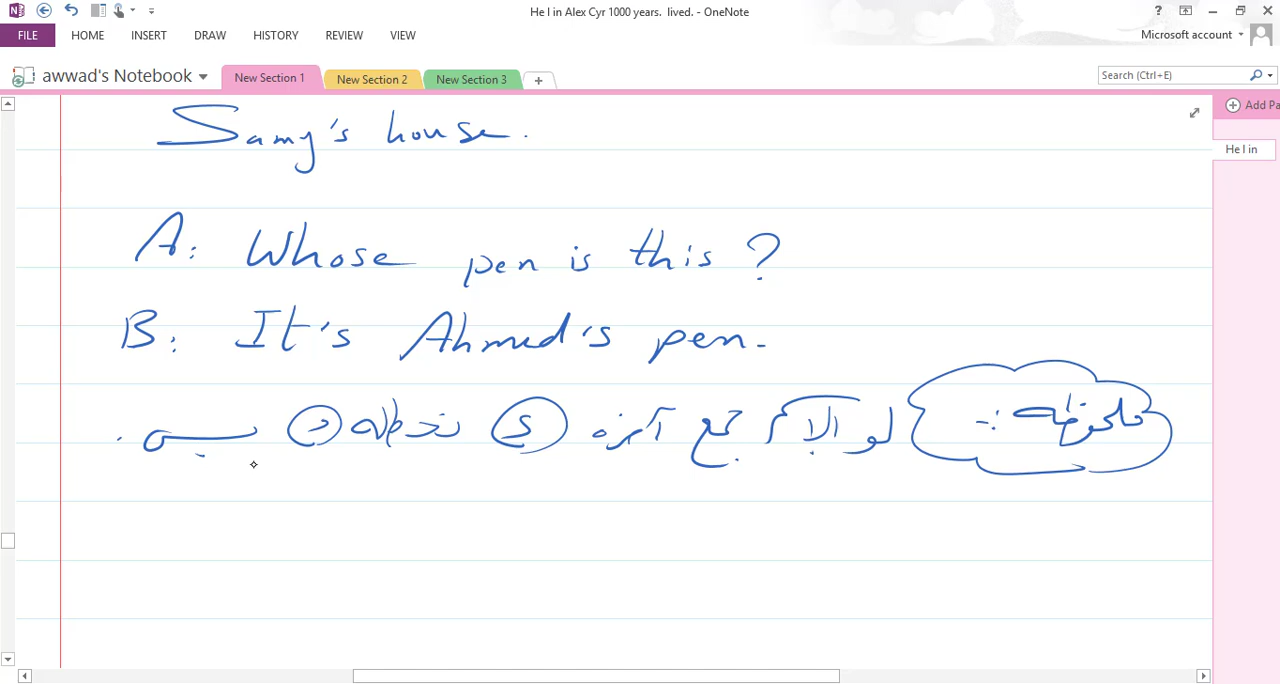 He I in Alex Cyr 1000 years.  lived. - OneNote
?
FILE HOME INSERT DRAW HISTORY REVIEW VIEW
Microsoft account
awwad's Notebook New Section 1 New Section 2 New Section 3 +
Search (Ctrl+E)
Add Pa
He I in
Samy's house.
A: Whose pen is this ?
B: It's Ahmed's pen.
ملحوظه :- لو الاسم جمع آخره s نحط له ' بس .